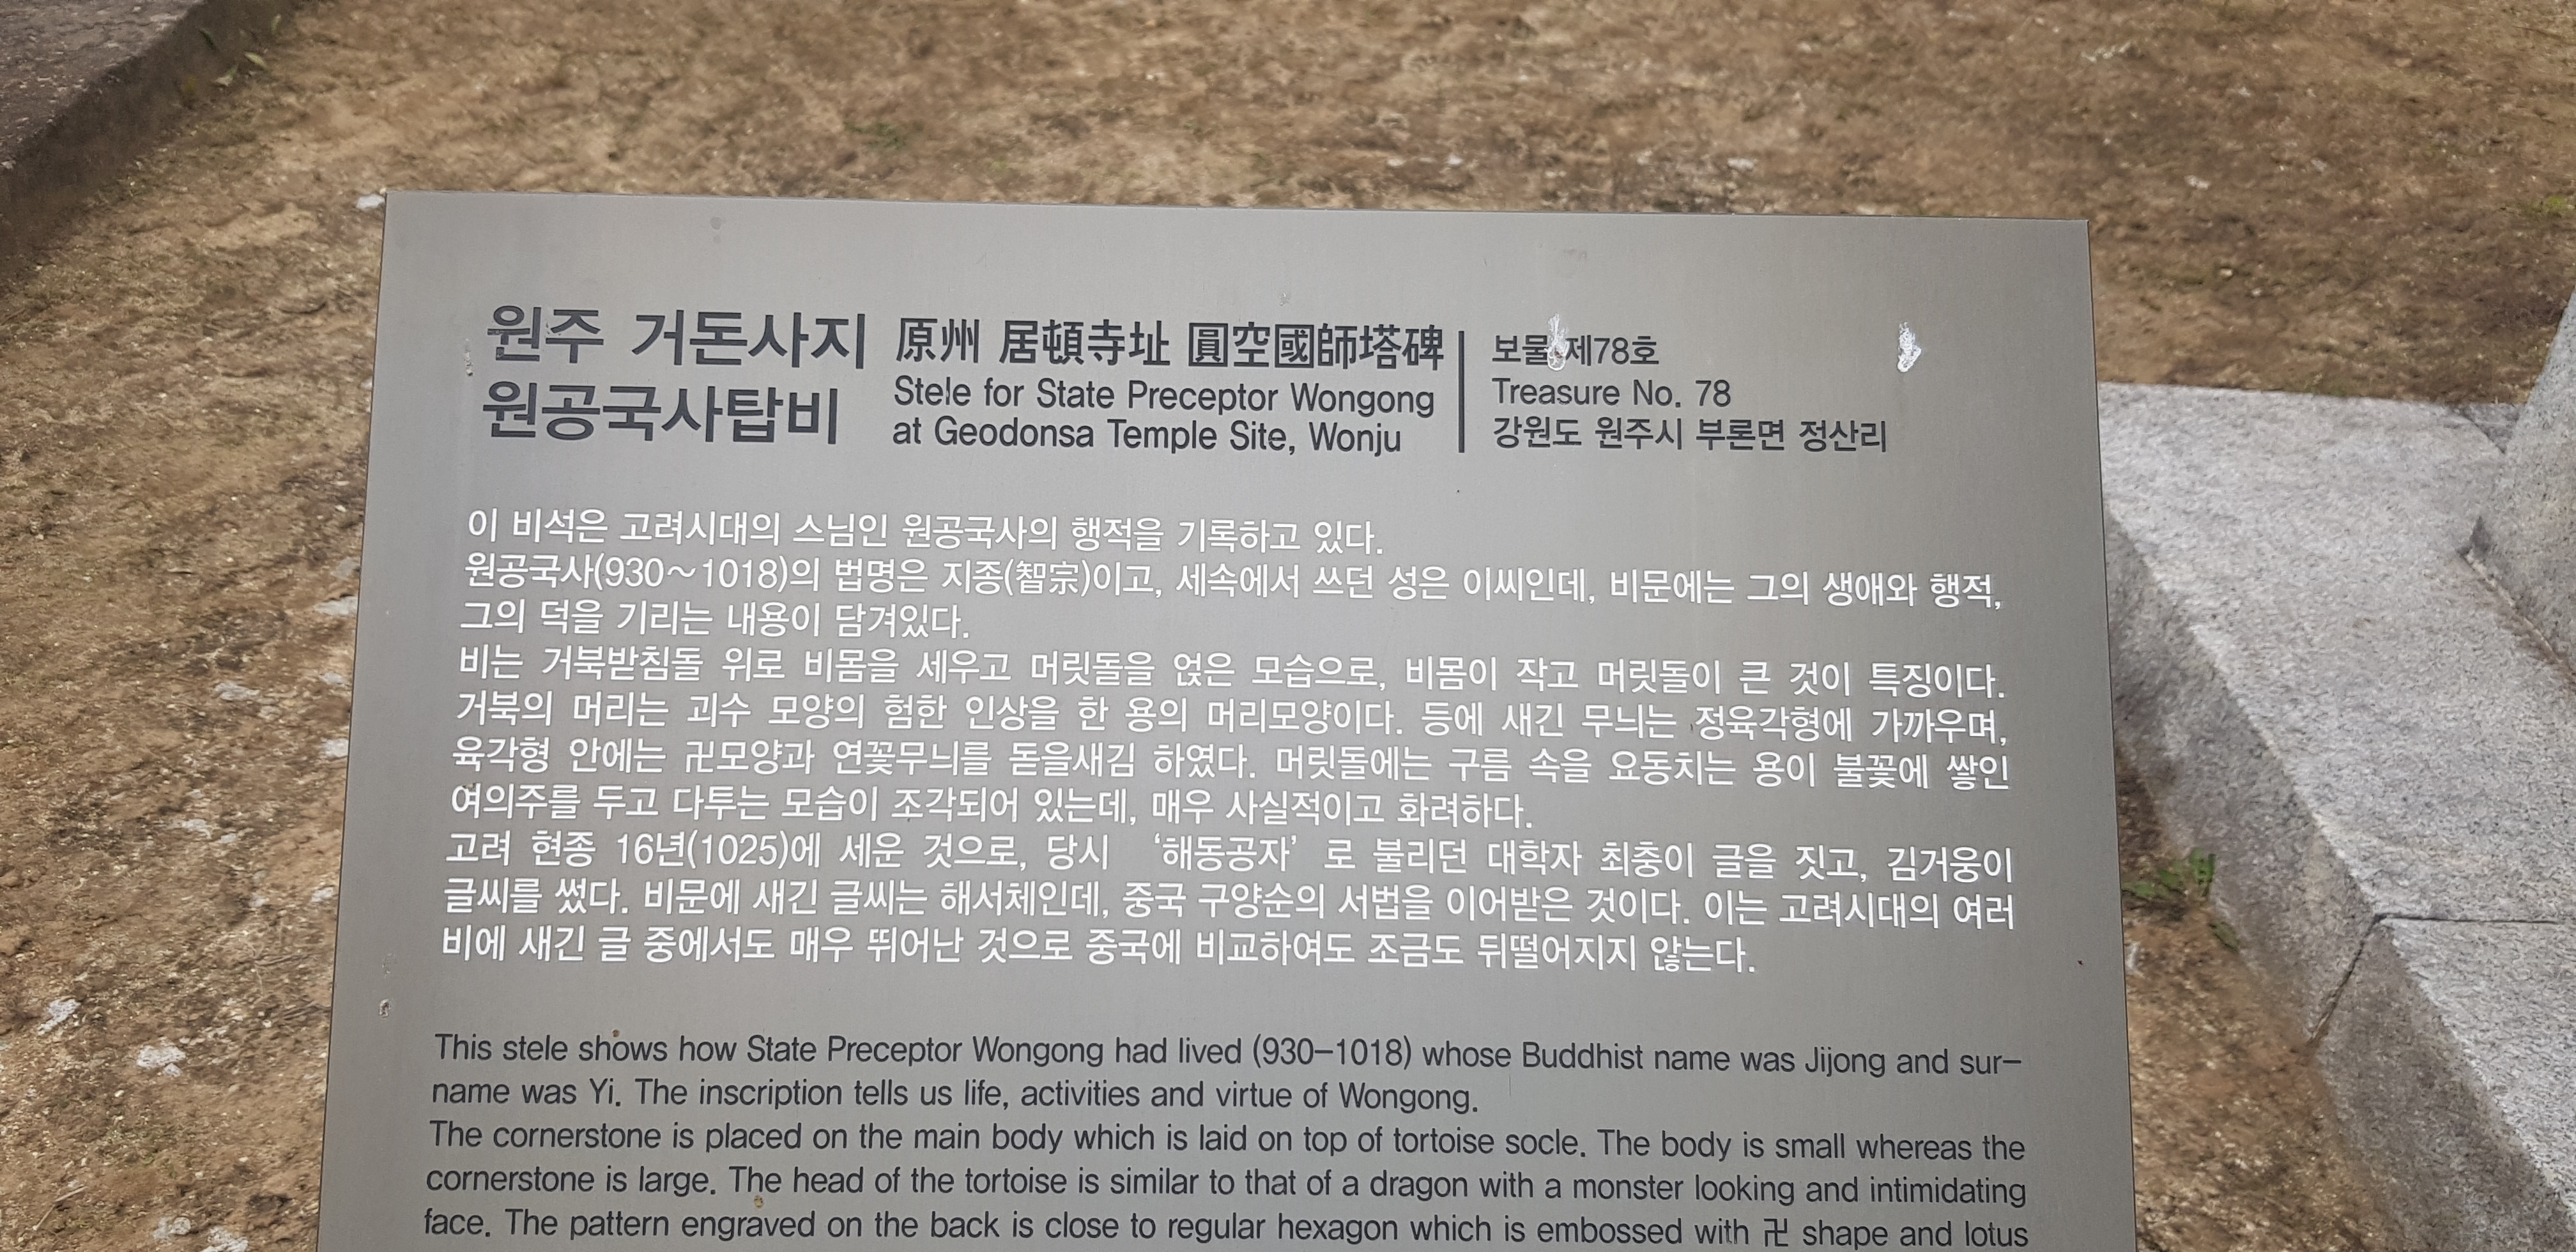 원주 거돈사지
원공국사탑비
原州 居頓寺址 圓空國師塔碑
Stele for State Preceptor Wongong
at Geodonsa Temple Site, Wonju
보물 제78호
Treasure No. 78
강원도 원주시 부론면 정산리
이 비석은 고려시대의 스님인 원공국사의 행적을 기록하고 있다.
원공국사(930~1018)의 법명은 지종(智宗)이고, 세속에서 쓰던 성은 이씨인데, 비문에는 그의 생애와 행적,
그의 덕을 기리는 내용이 담겨있다.
비는 거북받침돌 위로 비몸을 세우고 머릿돌을 얹은 모습으로, 비몸이 작고 머릿돌이 큰 것이 특징이다.
거북의 머리는 괴수 모양의 험한 인상을 한 용의 머리모양이다. 등에 새긴 무늬는 정육각형에 가까우며,
육각형 안에는 卍모양과 연꽃무늬를 돋을새김 하였다. 머릿돌에는 구름 속을 요동치는 용이 불꽃에 쌓인
여의주를 두고 다투는 모습이 조각되어 있는데, 매우 사실적이고 화려하다.
고려 현종 16년(1025)에 세운 것으로, 당시 ‘해동공자’ 로 불리던 대학자 최충이 글을 짓고, 김거웅이
글씨를 썼다. 비문에 새긴 글씨는 해서체인데, 중국 구양순의 서법을 이어받은 것이다. 이는 고려시대의 여러
비에 새긴 글 중에서도 매우 뛰어난 것으로 중국에 비교하여도 조금도 뒤떨어지지 않는다.
This stele shows how State Preceptor Wongong had lived (930–1018) whose Buddhist name was Jijong and sur–
name was Yi. The inscription tells us life, activities and virtue of Wongong.
The cornerstone is placed on the main body which is laid on top of tortoise socle. The body is small whereas the
cornerstone is large. The head of the tortoise is similar to that of a dragon with a monster looking and intimidating
face. The pattern engraved on the back is close to regular hexagon which is embossed with 卍 shape and lotus